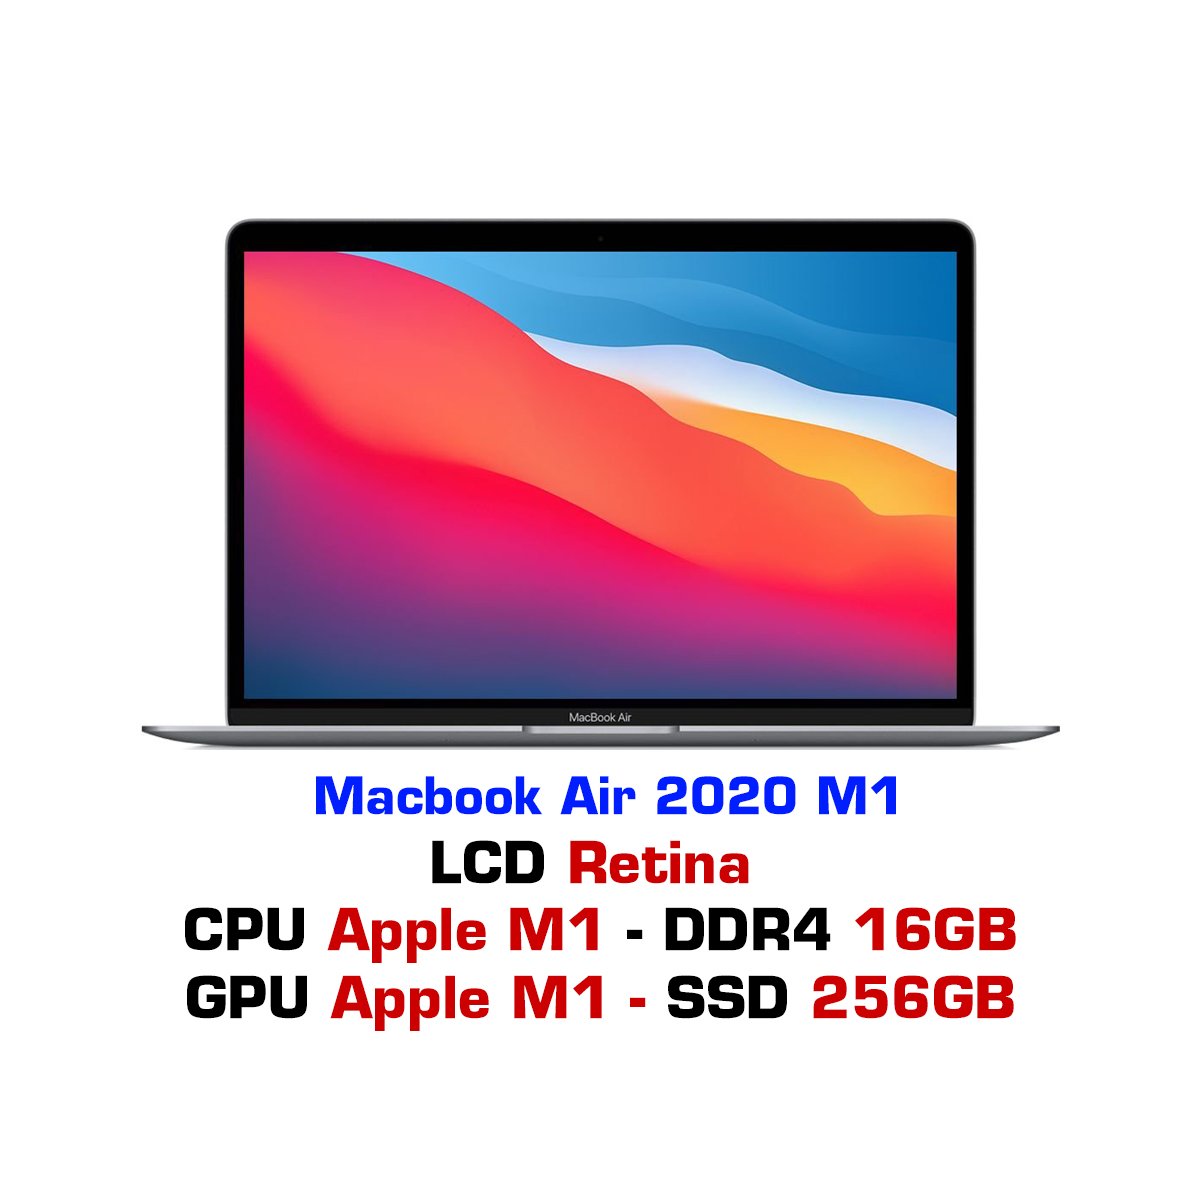 MacBook Air
Macbook Air 2020 M1
LCD Retina
CPU Apple M1 - DDR4 16GB
GPU Apple M1 - SSD 256GB